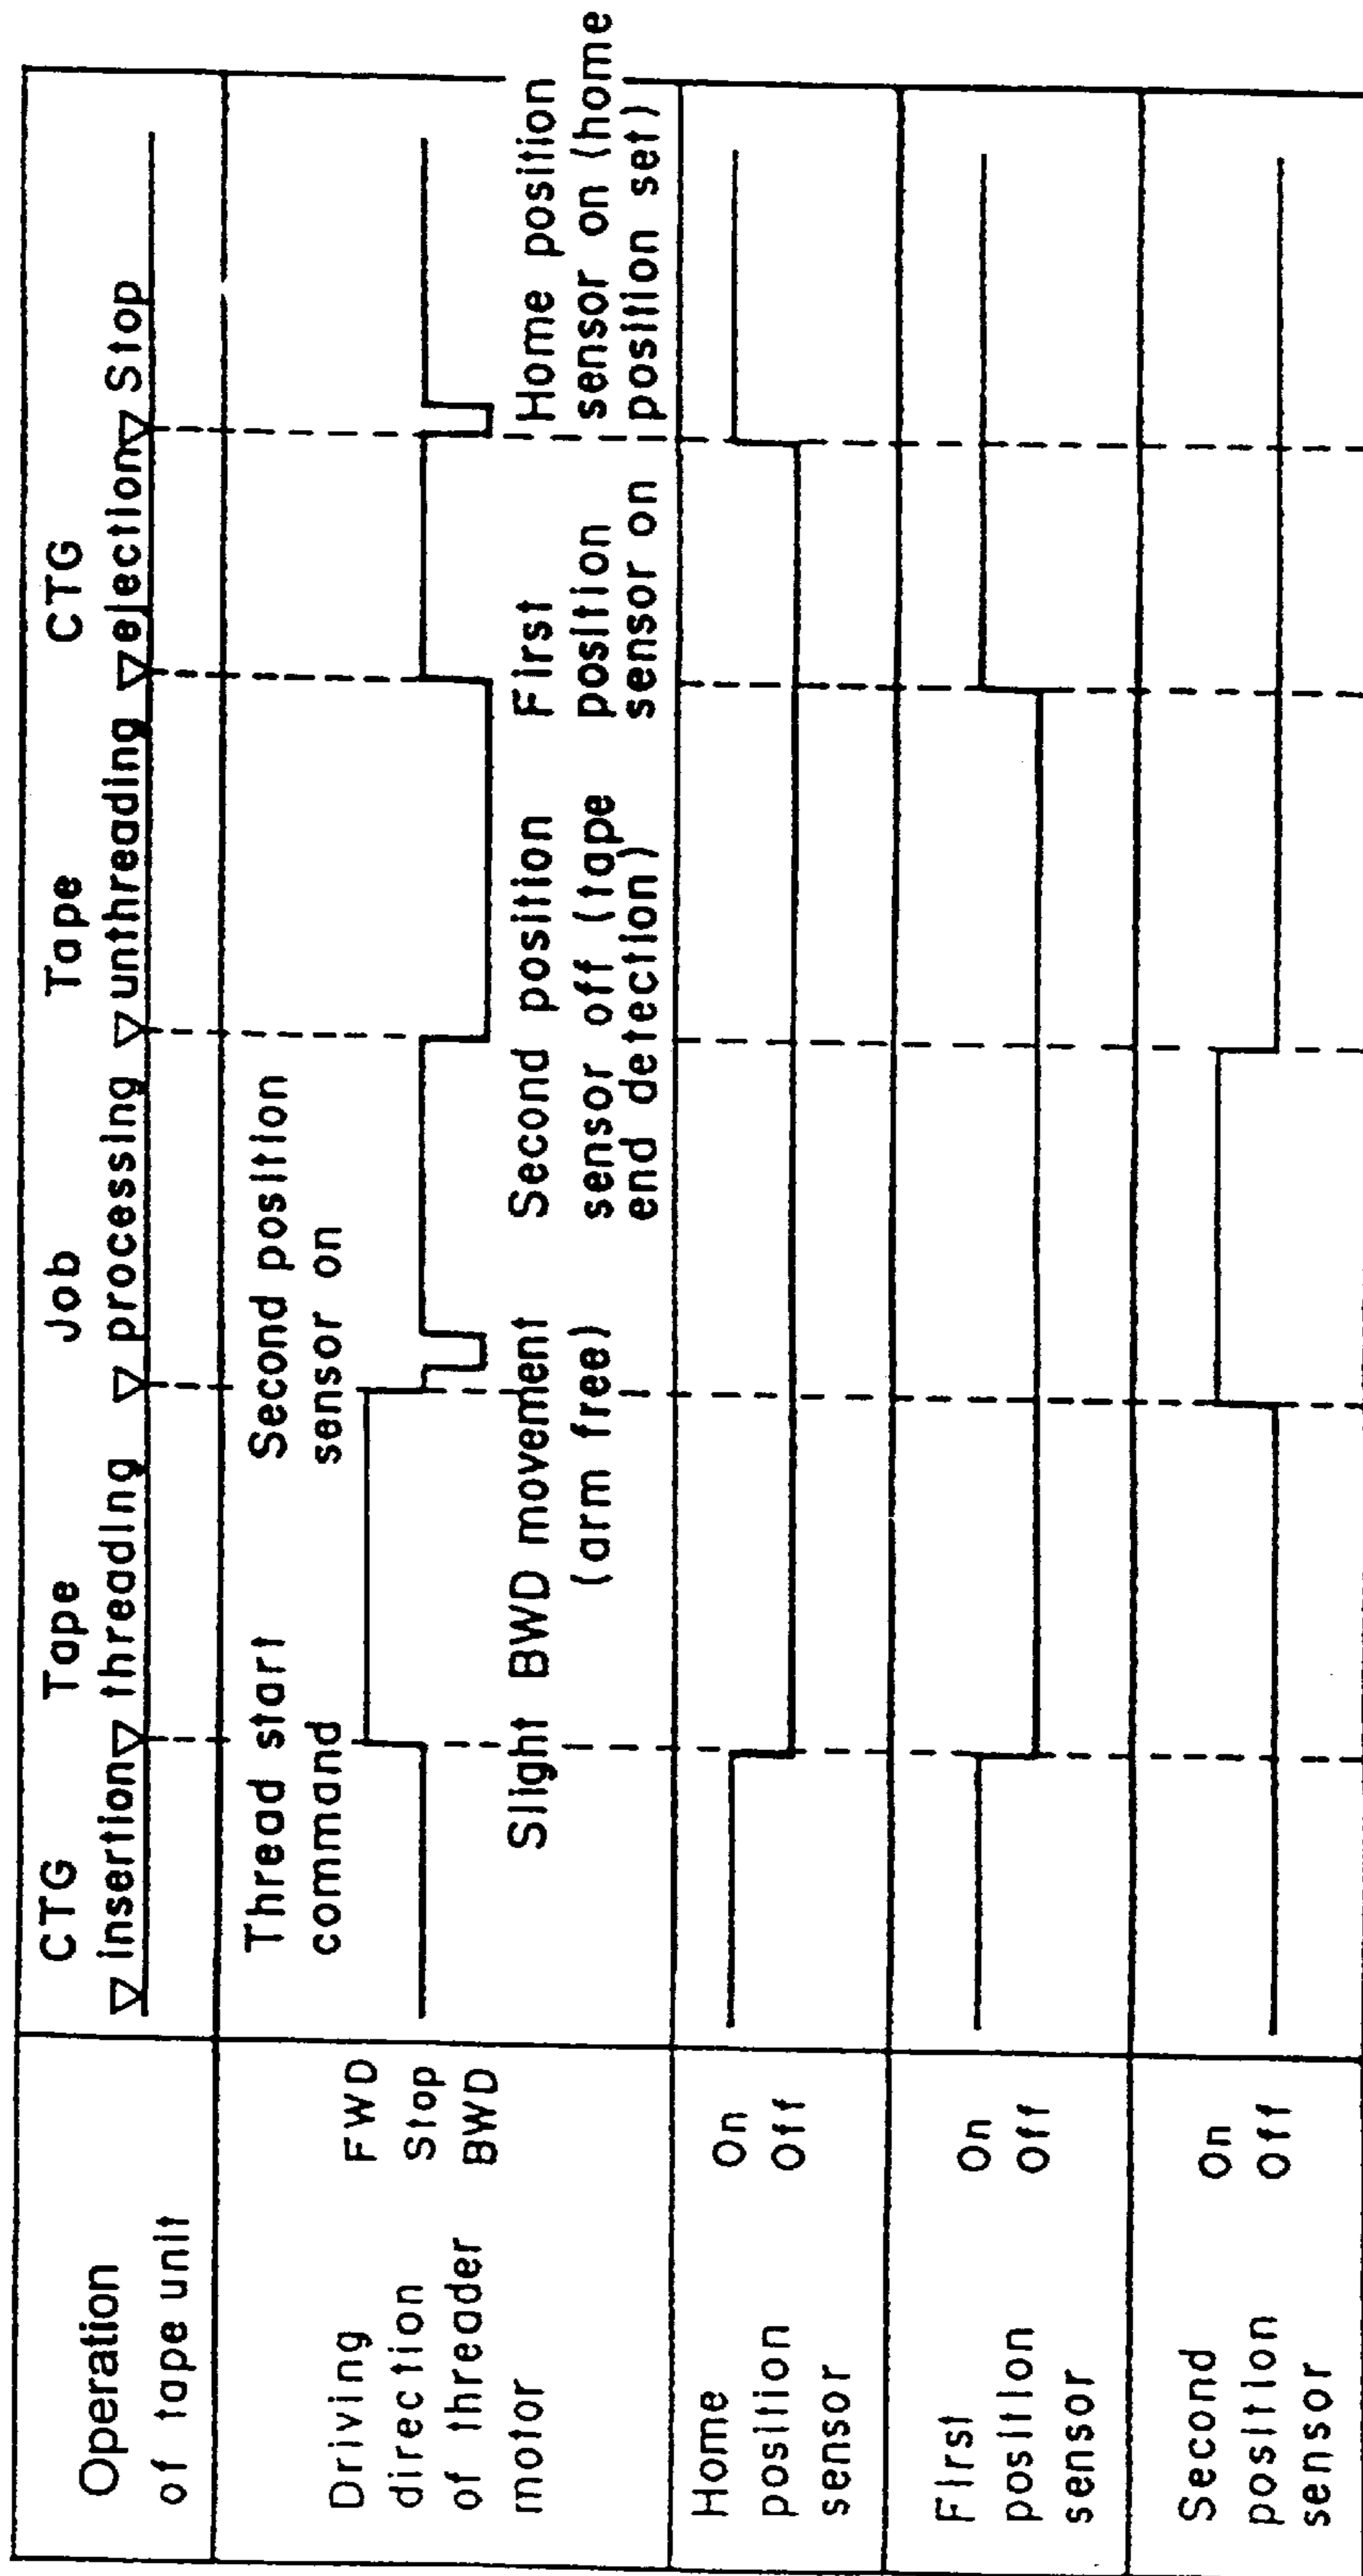 Operation
of tape unit
CTG Tape Job Tape CTG
▽ insertion ▽ threading ▽ processing ▽ unthreading ▽ ejection ▽ Stop
Driving
direction
of threader
motor
FWD
Stop
BWD
Thread start
command
Second position
sensor on
Slight BWD movement
(arm free)
Second position
sensor off (tape
end detection)
First
position
sensor on
Home position
sensor on (home
position set)
Home
position
sensor
On
Off
First
position
sensor
On
Off
Second
position
sensor
On
Off